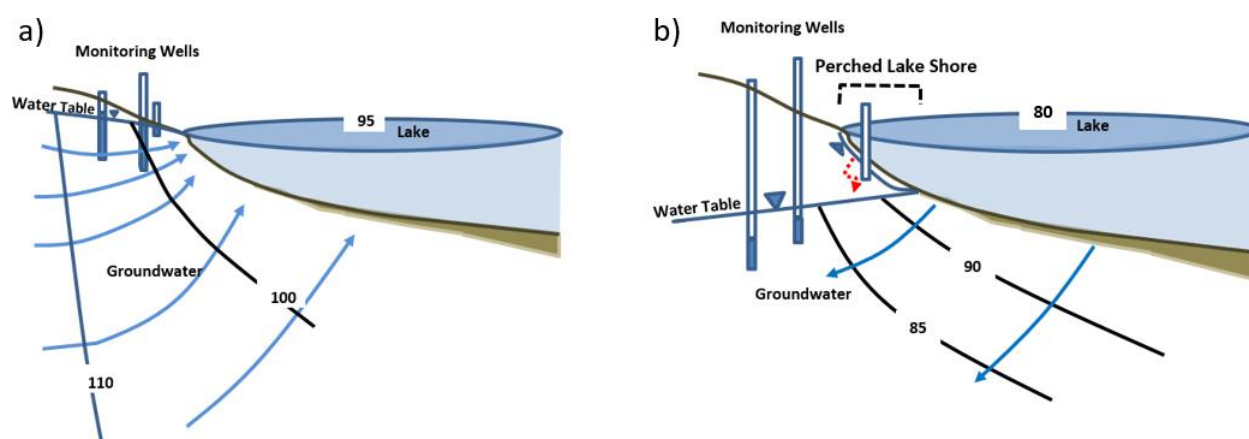 a)
Monitoring Wells
Water Table
95
Lake
Groundwater
100
110
b)
Monitoring Wells
Perched Lake Shore
80
Lake
Water Table
90
Groundwater
85